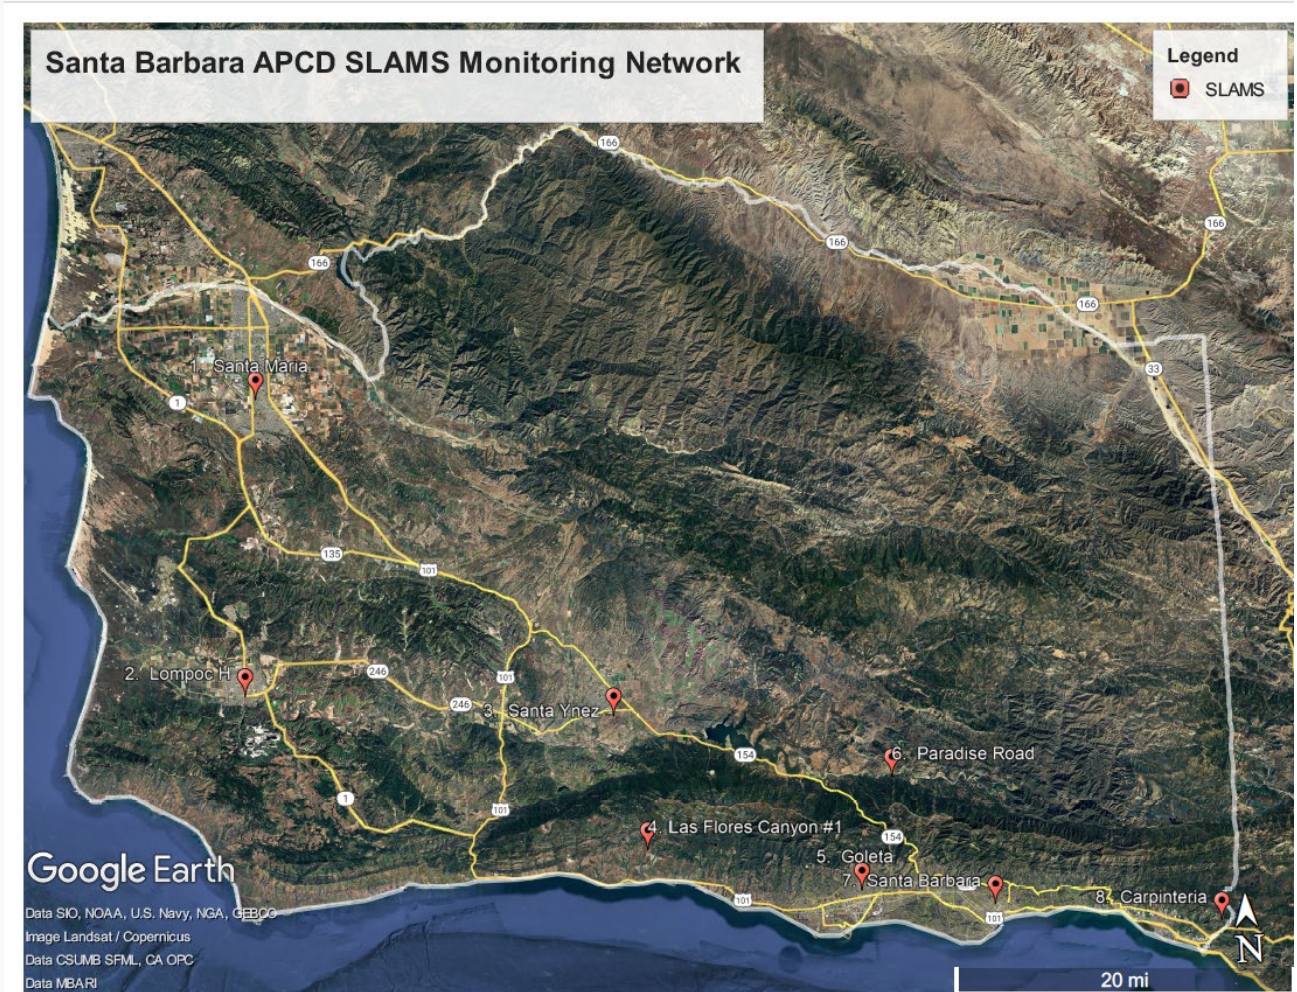 Santa Barbara APCD SLAMS Monitoring Network
Legend
SLAMS
166
166
166
166
166
1. Santa Maria
33
1
135
101
2. Lompoc H
246
101
246
3. Santa Ynez
154
6. Paradise Road
1
101
4. Las Flores Canyon #1
154
5. Goleta
7. Santa Barbara
101
8. Carpinteria
101
N
Google Earth
Data SIO, NOAA, U.S. Navy, NGA, GEBCO
Image Landsat / Copernicus
Data CSUMB SFML, CA OPC
Data MBARI
20 mi